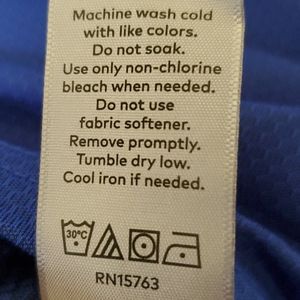 Machine wash cold
with like colors.
Do not soak.
Use only non-chlorine
bleach when needed.
Do not use
fabric softener.
Remove promptly.
Tumble dry low.
Cool iron if needed.
30°C
RN15763